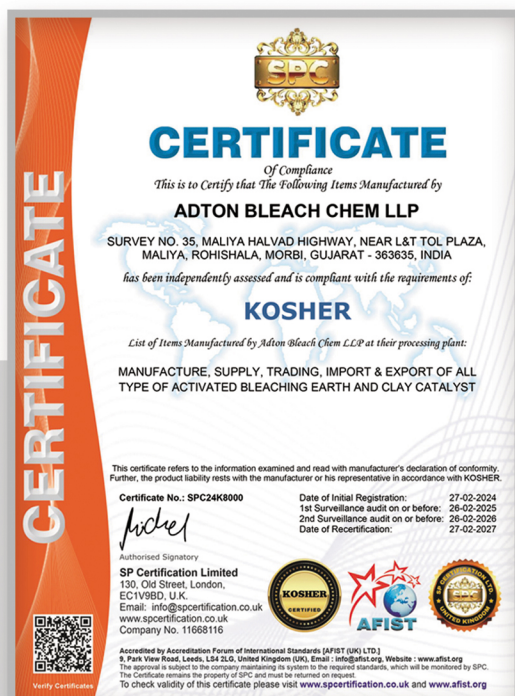 SPC
CERTIFICATE
CERTIFICATE
Of Compliance
This is to Certify that The Following Items Manufactured by
ADTON BLEACH CHEM LLP
SURVEY NO. 35, MALIYA HALVAD HIGHWAY, NEAR L&T TOL PLAZA,
MALIYA, ROHISHALA, MORBI, GUJARAT - 363635, INDIA
has been independently assessed and is compliant with the requirements of:
KOSHER
List of Items Manufactured by Adton Bleach Chem LLP at their processing plant:
MANUFACTURE, SUPPLY, TRADING, IMPORT & EXPORT OF ALL
TYPE OF ACTIVATED BLEACHING EARTH AND CLAY CATALYST
This certificate refers to the information examined and read with manufacturer's declaration of conformity.
Further, the product liability rests with the manufacturer or his representative in accordance with KOSHER.
Certificate No.: SPC24K8000
Date of Initial Registration: 27-02-2024
1st Surveillance audit on or before: 26-02-2025
2nd Surveillance audit on or before: 26-02-2026
Date of Recertification: 27-02-2027
Authorised Signatory
SP Certification Limited
130, Old Street, London,
EC1V9BD, U.K.
Email: info@spcertification.co.uk
www.spcertification.co.uk
Company No. 11668116
KOSHER
CERTIFIED
AFIST
SP CERTIFICATION LTD.
SPC
UNITED KINGDOM
Verify Certificates
Accredited by Accreditation Forum of International Standards [AFIST (UK) LTD.]
9, Park View Road, Leeds, LS4 2LG, United Kingdom (UK), Email : info@afist.org, Website : www.afist.org
The approval is subject to the company maintaining its system to the required standards, which will be monitored by SPC.
The Certificate remains the property of SPC and must be returned on request.
To check validity of this certificate please visit www.spcertification.co.uk and www.afist.org